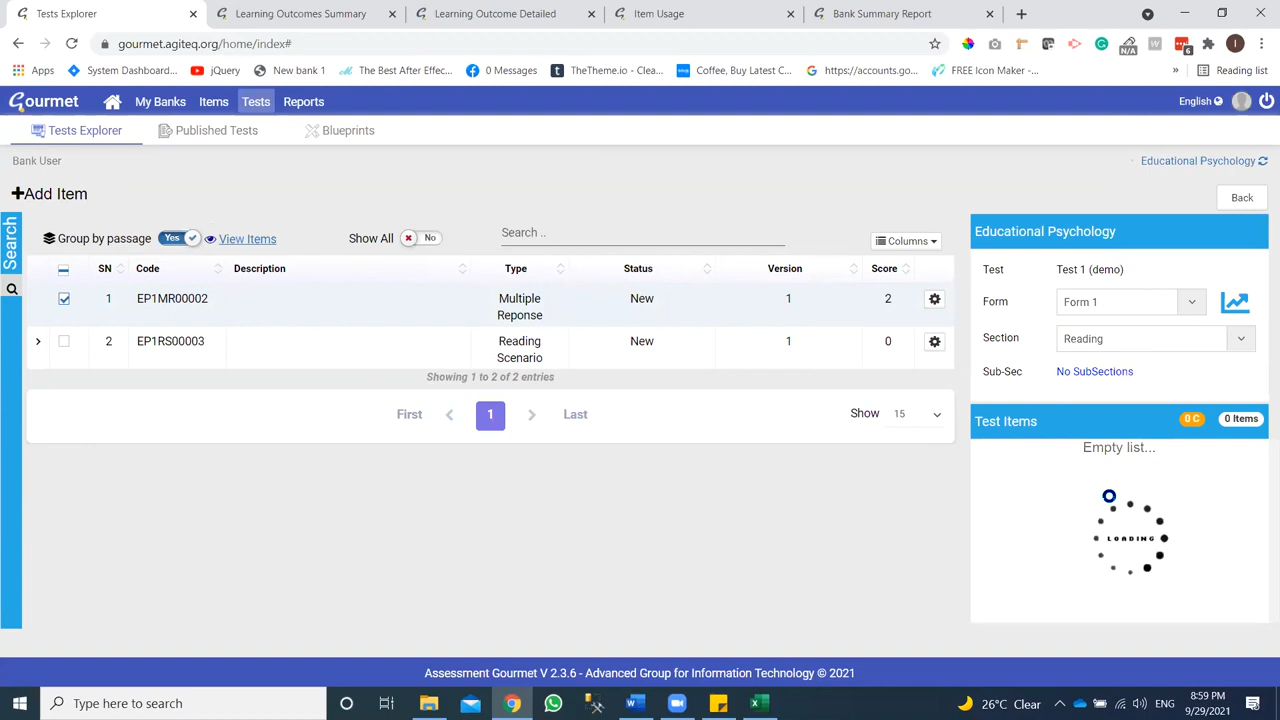 Tests Explorer
Learning Outcomes Summary
Learning Outcome Detailed
Item Usage
Bank Summary Report
gourmet.agiteq.org/home/index#
N/A
6
I
Apps
System Dashboard...
jQuery
New bank 1
The Best After Effec...
0 Messages
TheTheme.io - Clea...
Coffee, Buy Latest C...
https://accounts.go...
FREE Icon Maker -...
»
Reading list
Gourmet
My Banks
Items
Tests
Reports
English
Tests Explorer
Published Tests
Blueprints
Bank User
Educational Psychology
Add Item
Back
Search
Group by passage
Yes
View Items
Show All
No
Search ..
Columns
SN
Code
Description
Type
Status
Version
Score
1
EP1MR00002
Multiple
Reponse
New
1
2
2
EP1RS00003
Reading
Scenario
New
1
0
Showing 1 to 2 of 2 entries
First
1
Last
Show
15
Educational Psychology
Test
Test 1 (demo)
Form
Form 1
Section
Reading
Sub-Sec
No SubSections
Test Items
0 C
0 Items
Empty list...
LOADING
Assessment Gourmet V 2.3.6 - Advanced Group for Information Technology © 2021
Type here to search
26°C Clear
ENG
8:59 PM
9/29/2021